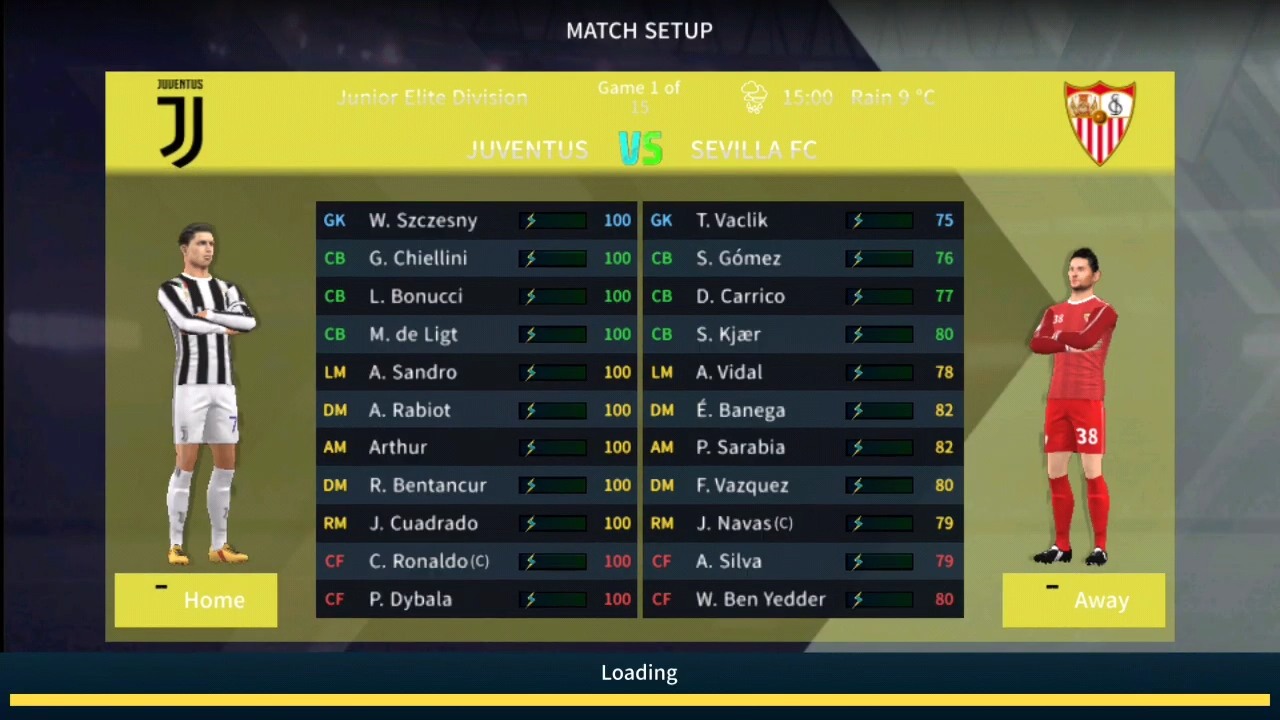 MATCH SETUP
JUVENTUS
Junior Elite Division
Game 1 of
15
15:00 Rain 9 °C
JUVENTUS VS SEVILLA FC
GK W. Szczesny 100 GK T. Vaclik 75
CB G. Chiellini 100 CB S. Gómez 76
CB L. Bonucci 100 CB D. Carrico 77
CB M. de Ligt 100 CB S. Kjær 80
LM A. Sandro 100 LM A. Vidal 78
DM A. Rabiot 100 DM É. Banega 82
AM Arthur 100 AM P. Sarabia 82
DM R. Bentancur 100 DM F. Vazquez 80
RM J. Cuadrado 100 RM J. Navas(C) 79
CF C. Ronaldo(C) 100 CF A. Silva 79
CF P. Dybala 100 CF W. Ben Yedder 80
7
38
38
- Home
- Away
Loading